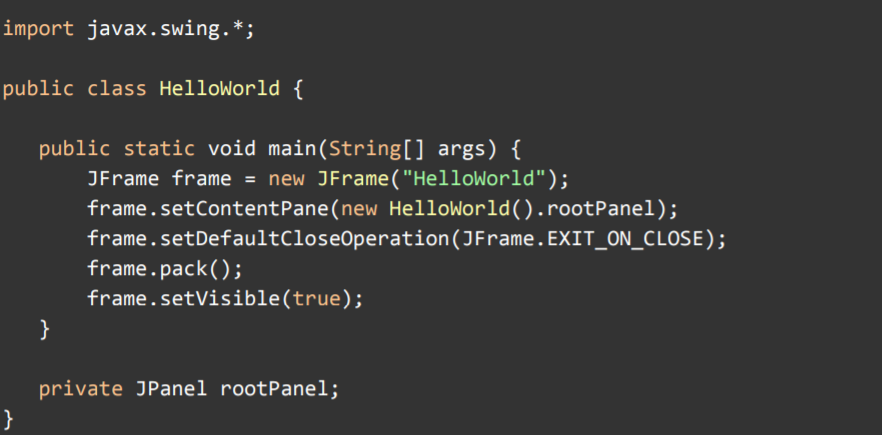 import javax.swing.*;
public class HelloWorld {
public static void main(String[] args) {
JFrame frame = new JFrame("HelloWorld");
frame.setContentPane(new HelloWorld().rootPanel);
frame.setDefaultCloseOperation(JFrame.EXIT_ON_CLOSE);
frame.pack();
frame.setVisible(true);
}
private JPanel rootPanel;
}